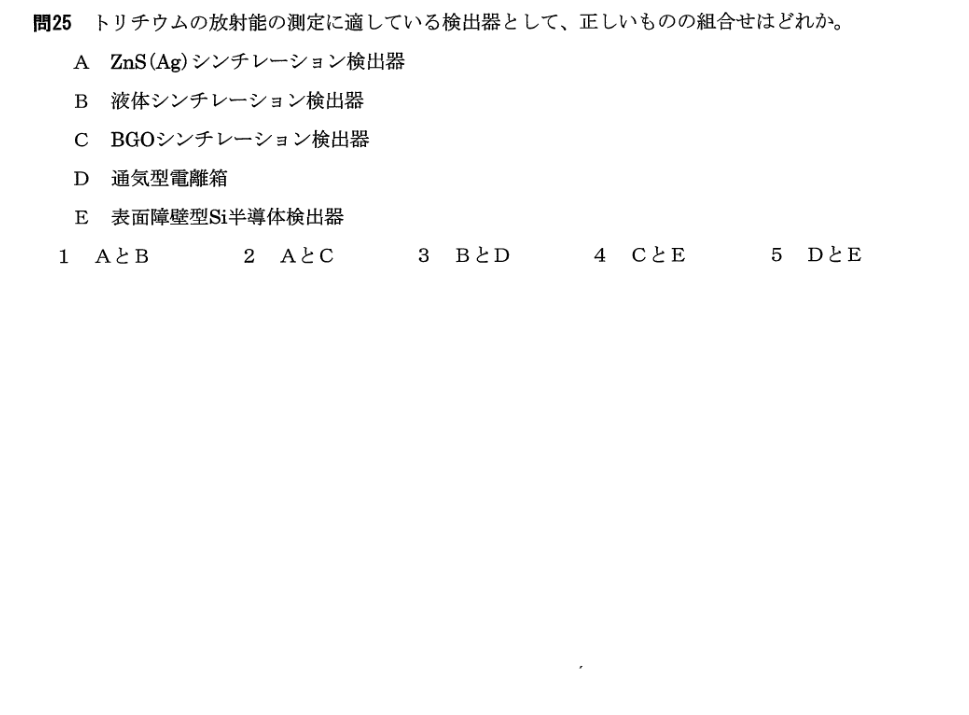 問25　トリチウムの放射能の測定に適している検出器として、正しいものの組合せはどれか。
A　ZnS(Ag)シンチレーション検出器
B　液体シンチレーション検出器
C　BGOシンチレーション検出器
D　通気型電離箱
E　表面障壁型Si半導体検出器
1　AとB　2　AとC　3　BとD　4　CとE　5　DとE